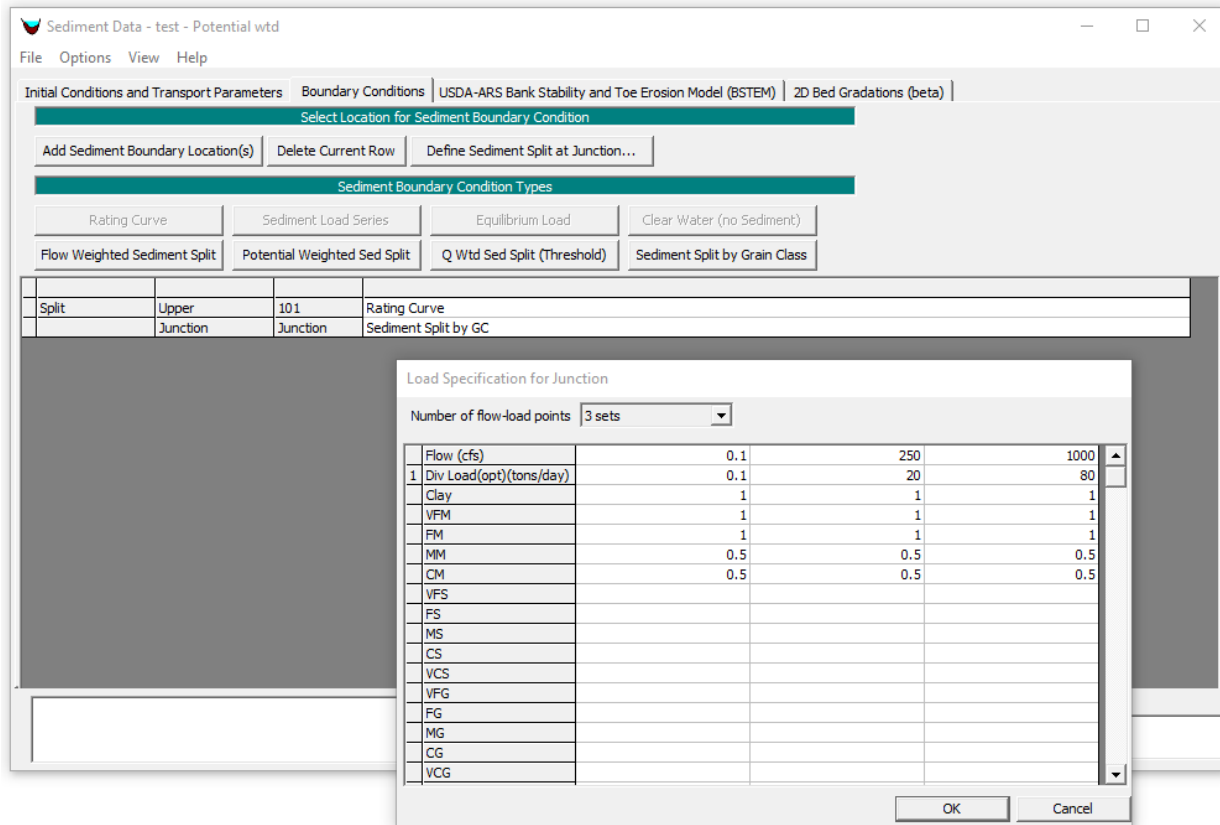 Sediment Data - test - Potential wtd
File Options View Help
Initial Conditions and Transport Parameters Boundary Conditions USDA-ARS Bank Stability and Toe Erosion Model (BSTEM) 2D Bed Gradations (beta)
Select Location for Sediment Boundary Condition
Add Sediment Boundary Location(s) Delete Current Row Define Sediment Split at Junction...
Sediment Boundary Condition Types
Rating Curve Sediment Load Series Equilibrium Load Clear Water (no Sediment)
Flow Weighted Sediment Split Potential Weighted Sed Split Q Wtd Sed Split (Threshold) Sediment Split by Grain Class
Split Upper 101 Rating Curve
Junction Junction Sediment Split by GC
Load Specification for Junction
Number of flow-load points 3 sets
Flow (cfs) 0.1 250 1000
1 Div Load(opt)(tons/day) 0.1 20 80
Clay 1 1 1
VFM 1 1 1
FM 1 1 1
MM 0.5 0.5 0.5
CM 0.5 0.5 0.5
VFS
FS
MS
CS
VCS
VFG
FG
MG
CG
VCG
OK Cancel